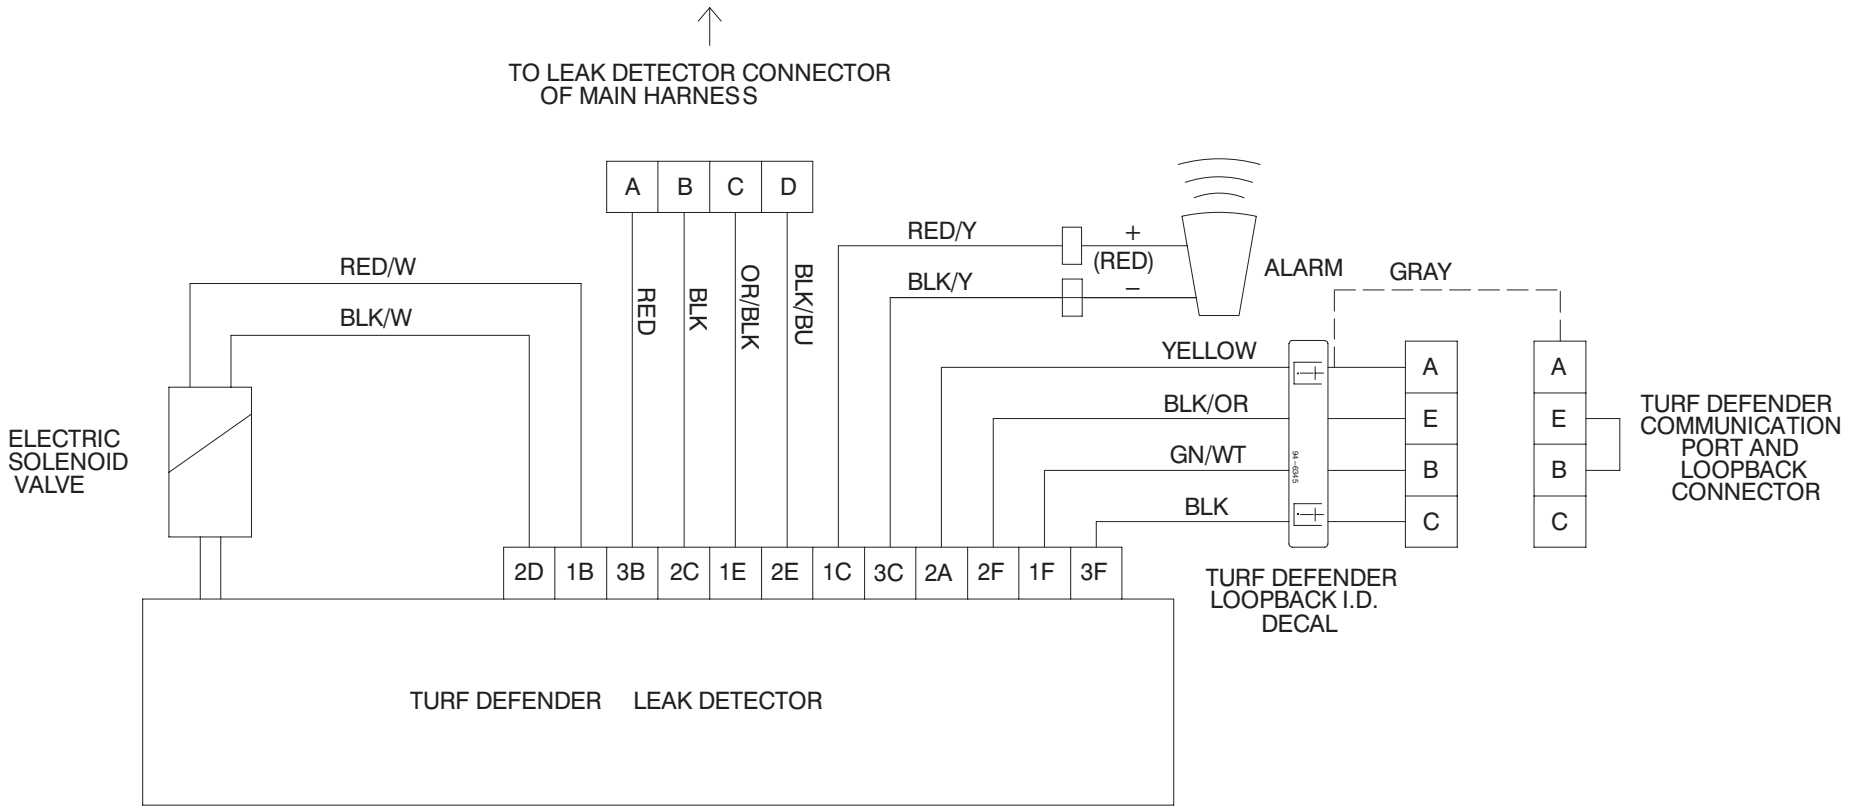 TO LEAK DETECTOR CONNECTOR
OF MAIN HARNESS
A B C D
RED/Y
+
(RED)
BLK/Y
–
ALARM
GRAY
RED/W
BLK/W
RED
BLK
OR/BLK
BLK/BU
YELLOW
BLK/OR
GN/WT
BLK
94-6345
A
E
B
C
A
E
B
C
TURF DEFENDER
COMMUNICATION
PORT AND
LOOPBACK
CONNECTOR
ELECTRIC
SOLENOID
VALVE
2D 1B 3B 2C 1E 2E 1C 3C 2A 2F 1F 3F
TURF DEFENDER
LOOPBACK I.D.
DECAL
TURF DEFENDER LEAK DETECTOR